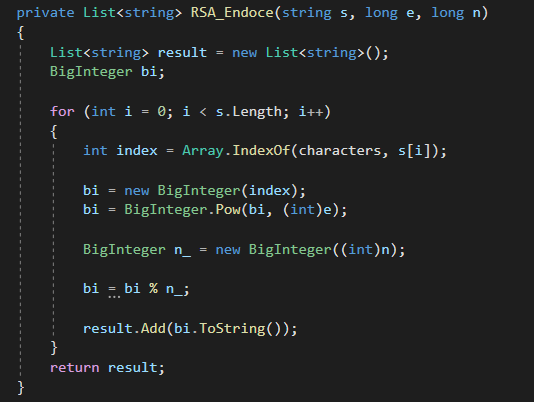 private List<string> RSA_Endoce(string s, long e, long n)
{
List<string> result = new List<string>();
BigInteger bi;
for (int i = 0; i < s.Length; i++)
{
int index = Array.IndexOf(characters, s[i]);
bi = new BigInteger(index);
bi = BigInteger.Pow(bi, (int)e);
BigInteger n_ = new BigInteger((int)n);
bi = bi % n_;
result.Add(bi.ToString());
}
return result;
}